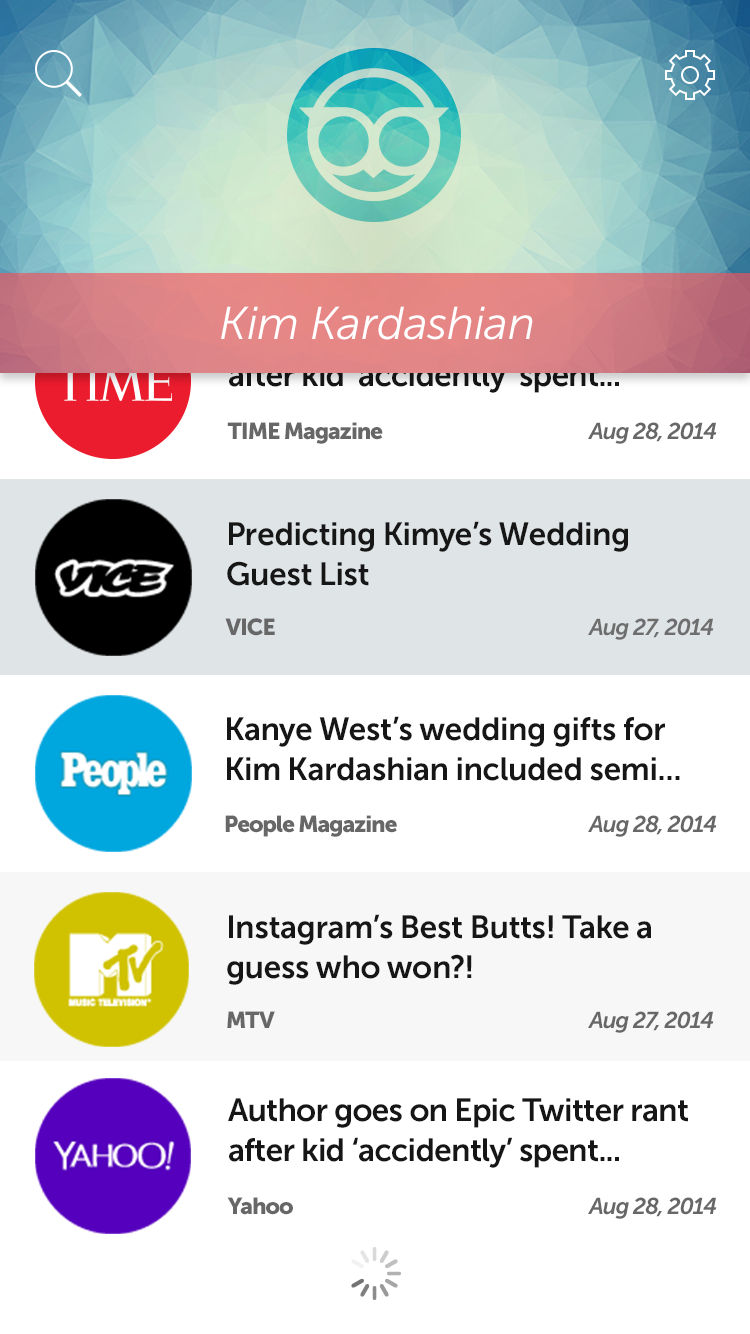 Kim Kardashian
TIME
after kid ‘accidently’ spent...
TIME Magazine
Aug 28, 2014
VICE
Predicting Kimye’s Wedding
Guest List
VICE
Aug 27, 2014
People
Kanye West’s wedding gifts for
Kim Kardashian included semi...
People Magazine
Aug 28, 2014
MTV
MUSIC TELEVISION
Instagram’s Best Butts! Take a
guess who won?!
MTV
Aug 27, 2014
YAHOO!
Author goes on Epic Twitter rant
after kid ‘accidently’ spent...
Yahoo
Aug 28, 2014